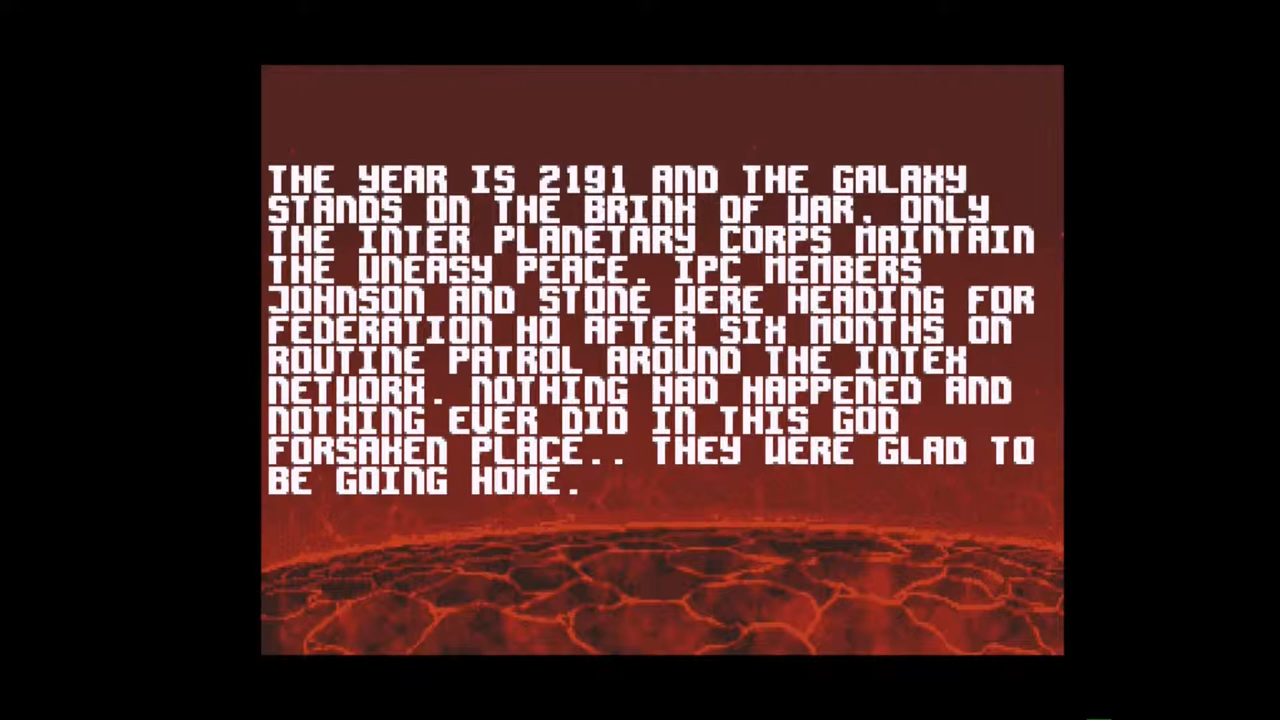 THE YEAR IS 2191 AND THE GALAXY
STANDS ON THE BRINK OF WAR. ONLY
THE INTER PLANETARY CORPS MAINTAIN
THE UNEASY PEACE. IPC MEMBERS
JOHNSON AND STONE WERE HEADING FOR
FEDERATION HQ AFTER SIX MONTHS ON
ROUTINE PATROL AROUND THE INTEX
NETWORK. NOTHING HAD HAPPENED AND
NOTHING EVER DID IN THIS GOD
FORSAKEN PLACE.. THEY WERE GLAD TO
BE GOING HOME.